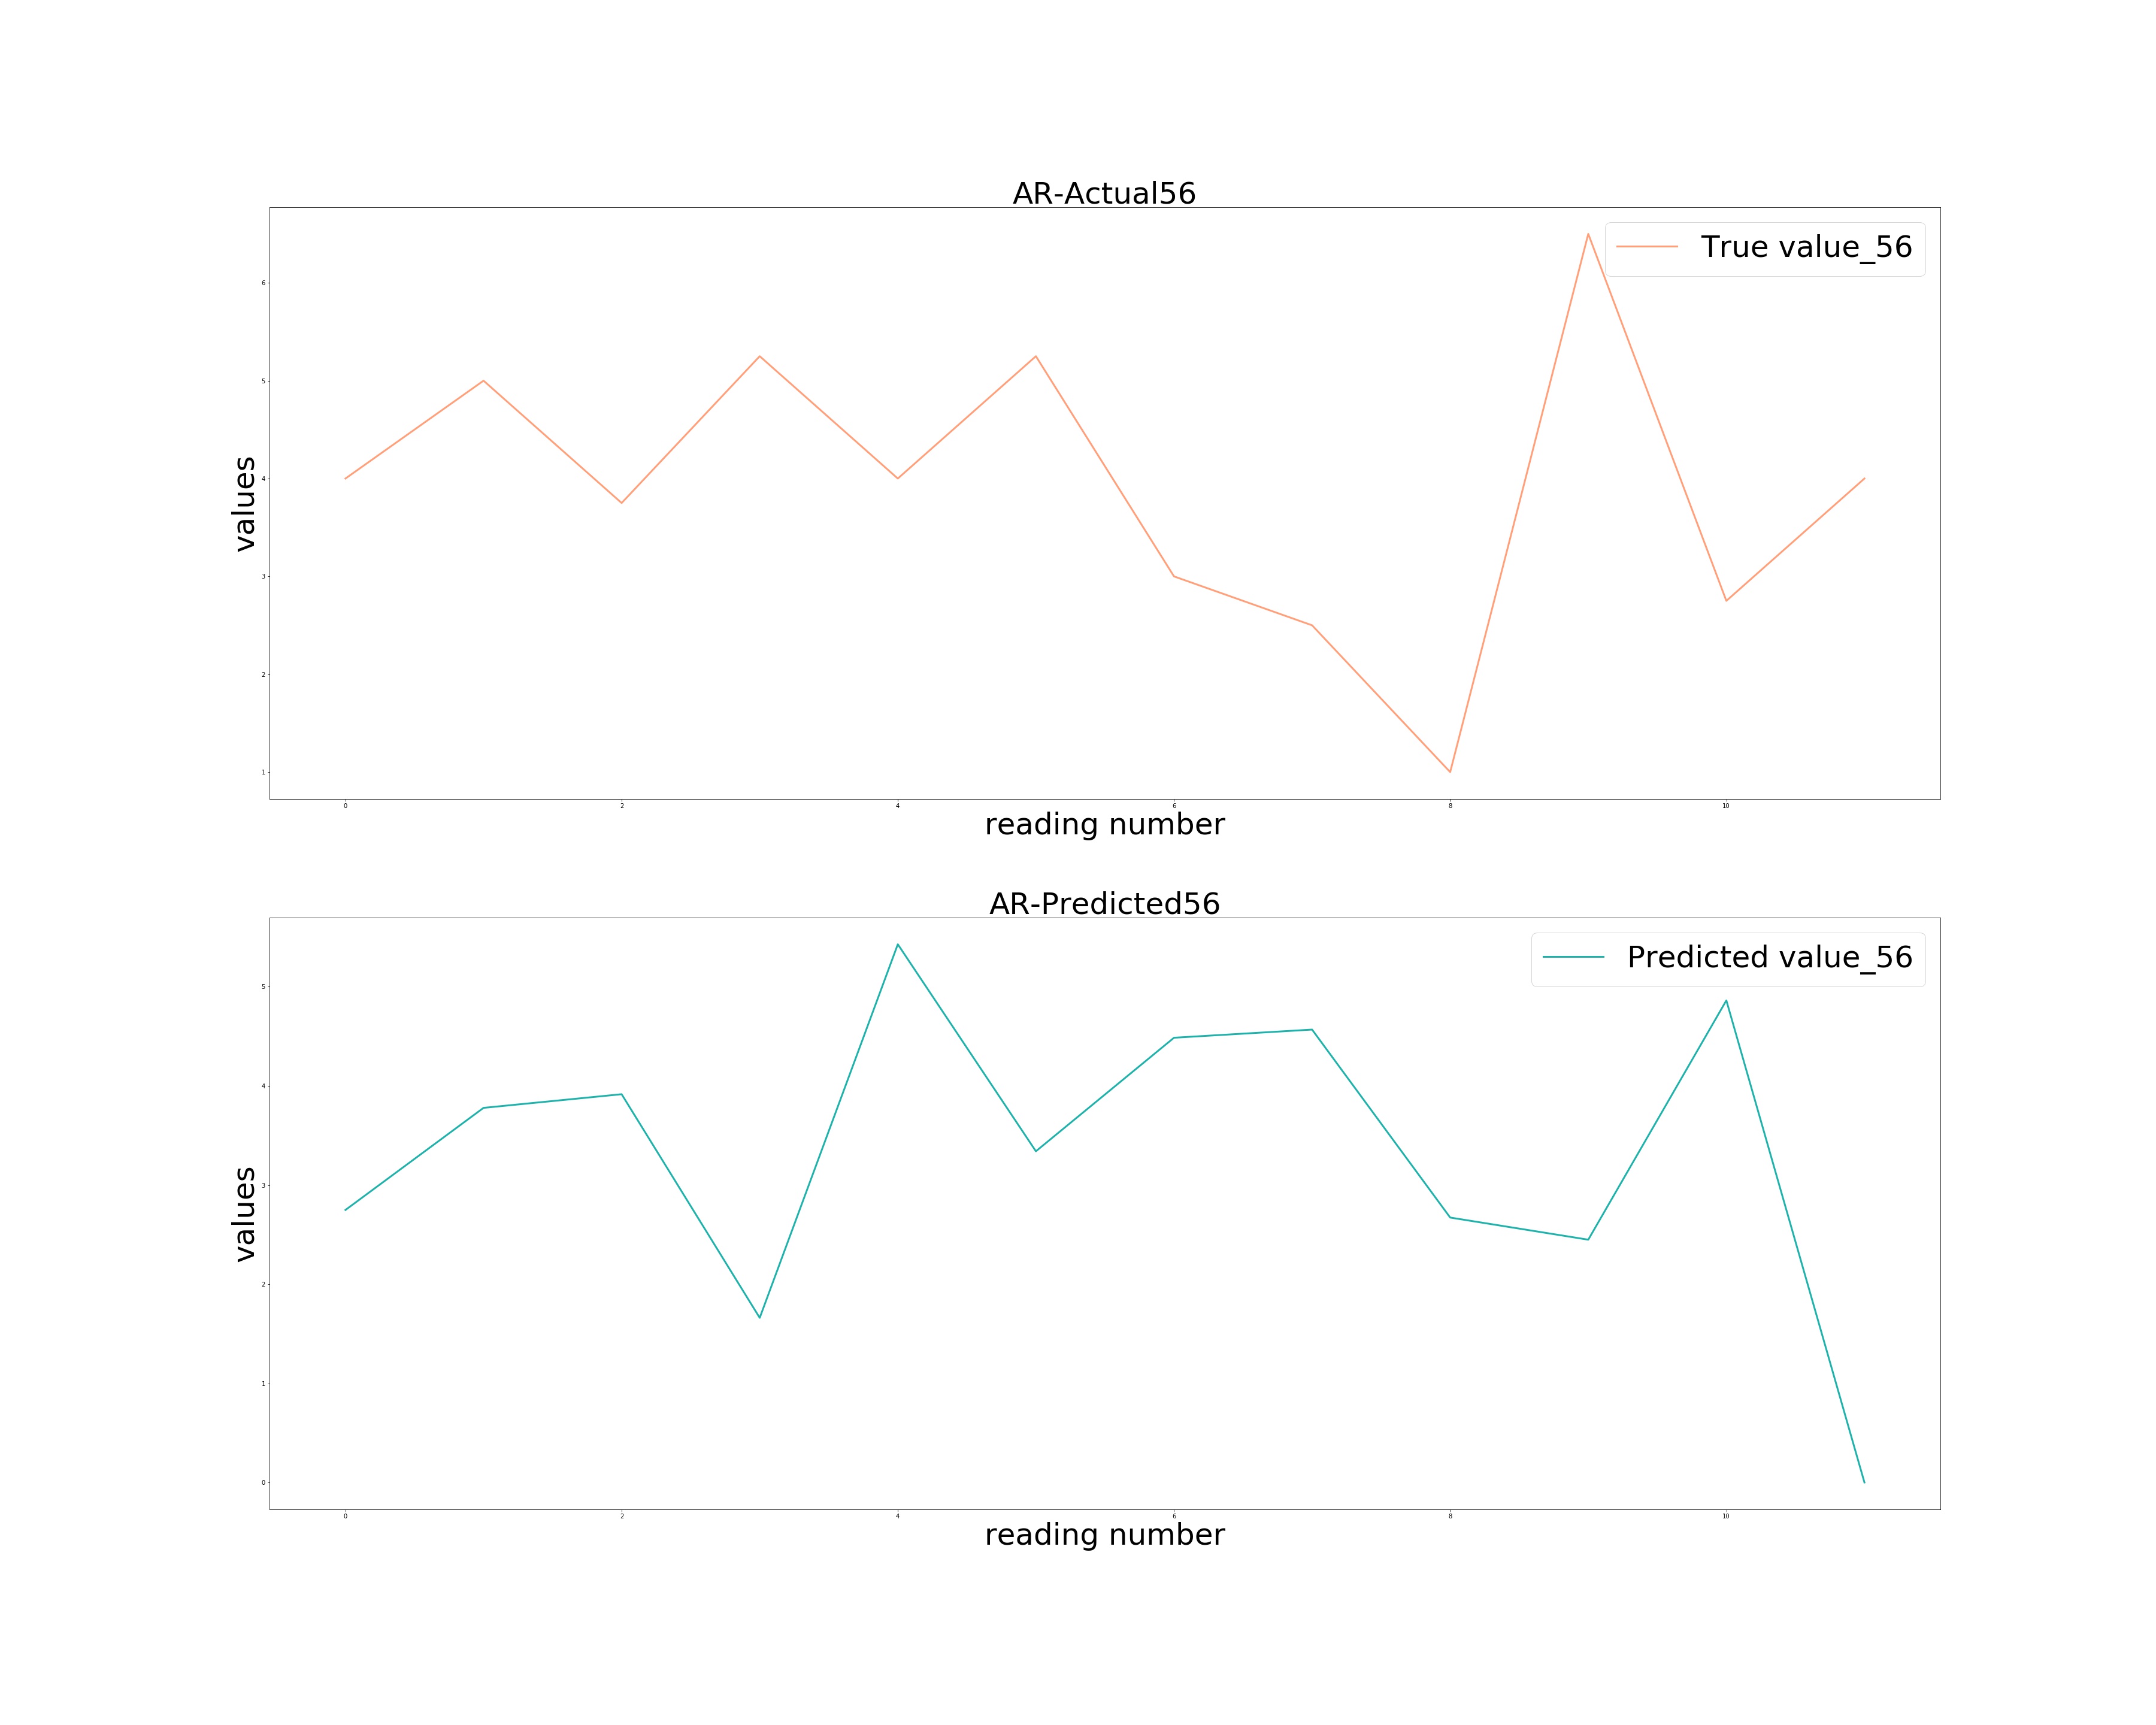 AR-Actual56
True value_56
6
5
4
3
2
1
values
0 2 4 6 8 10
reading number
AR-Predicted56
Predicted value_56
5
4
3
2
1
0
values
0 2 4 6 8 10
reading number